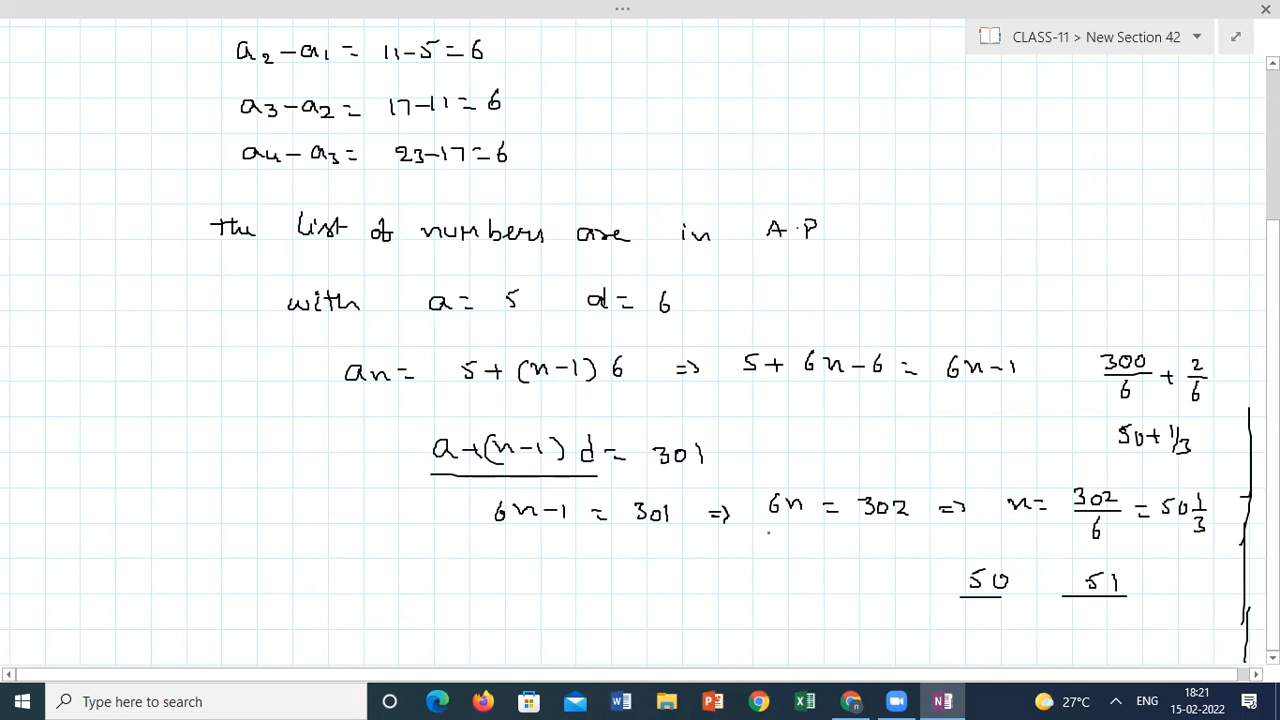 CLASS-11 > New Section 42
a2 - a1 = 11-5 = 6
a3 - a2 = 17-11 = 6
a4 - a3 = 23-17 = 6
The list of numbers are in A.P
with a = 5 d = 6
an = 5 + (n-1) 6 => 5 + 6n - 6 = 6n - 1
300/6 + 2/6
50 + 1/3
a + (n-1) d = 301
6n - 1 = 301 => 6n = 302 => n = 302/6 = 50 1/3
50 51
Type here to search
27°C ENG 18:21
15-02-2022